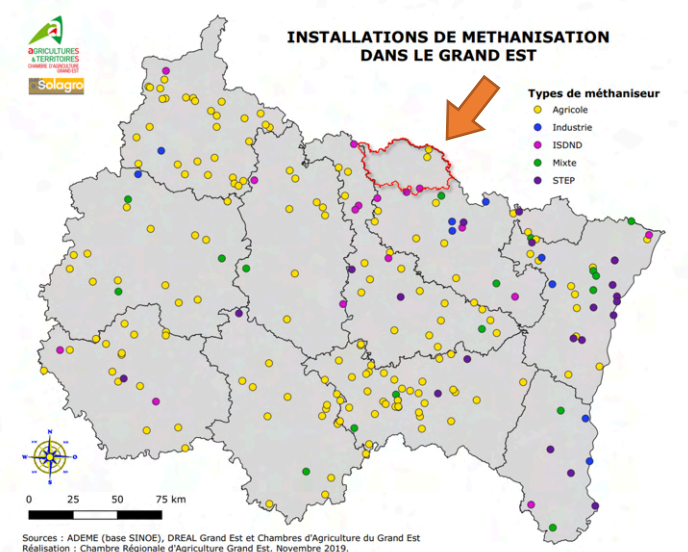 INSTALLATIONS DE METHANISATION
DANS LE GRAND EST
aGRICULTURES
& TERRITOIRES
CHAMBRE D'AGRICULTURE
GRAND EST
Solagro
Types de méthaniseur
Agricole
Industrie
ISDND
Mixte
STEP
N
W
O
S
0 25 50 75 km
Sources : ADEME (base SINOE), DREAL Grand Est et Chambres d'Agriculture du Grand Est
Réalisation : Chambre Régionale d'Agriculture Grand Est. Novembre 2019.